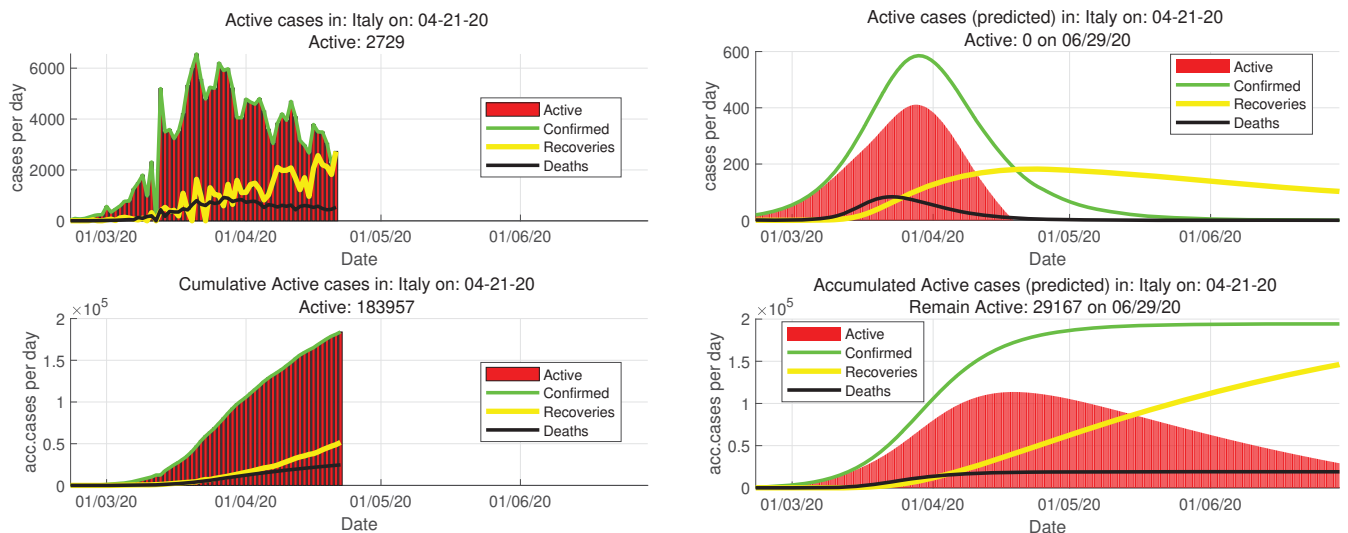 Active cases in: Italy on: 04-21-20
Active: 2729
cases per day
6000
4000
2000
0
Active
Confirmed
Recoveries
Deaths
01/03/20 01/04/20 01/05/20 01/06/20
Date
Active cases (predicted) in: Italy on: 04-21-20
Active: 0 on 06/29/20
cases per day
600
400
200
0
Active
Confirmed
Recoveries
Deaths
01/03/20 01/04/20 01/05/20 01/06/20
Date
Cumulative Active cases in: Italy on: 04-21-20
Active: 183957
×10⁵
acc.cases per day
2
1.5
1
0.5
0
Active
Confirmed
Recoveries
Deaths
01/03/20 01/04/20 01/05/20 01/06/20
Date
Accumulated Active cases (predicted) in: Italy on: 04-21-20
Remain Active: 29167 on 06/29/20
×10⁵
acc.cases per day
2
1.5
1
0.5
0
Active
Confirmed
Recoveries
Deaths
01/03/20 01/04/20 01/05/20 01/06/20
Date